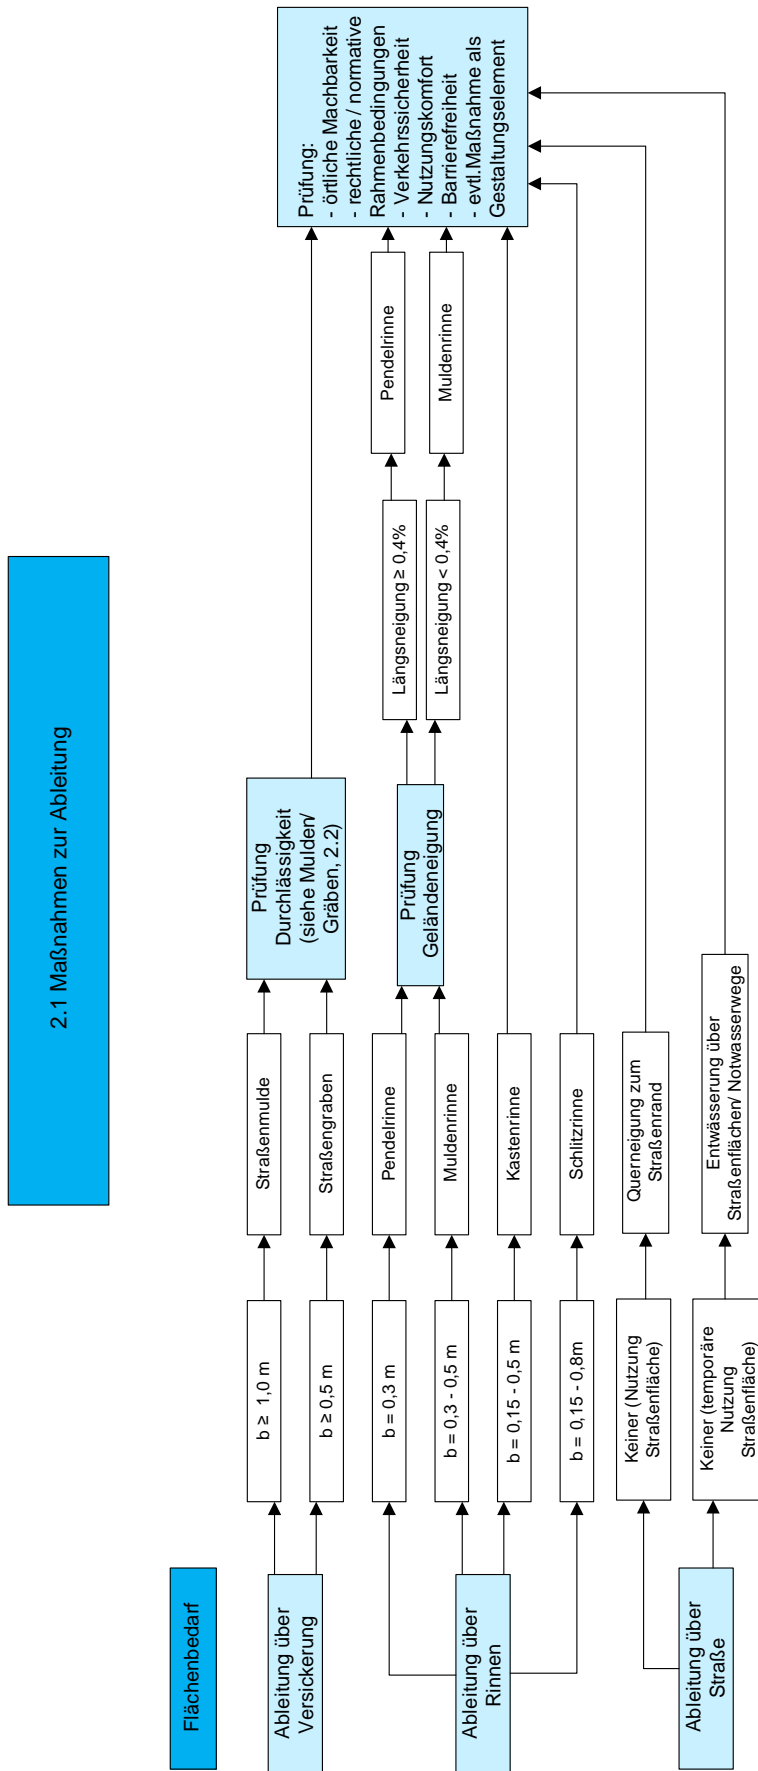 2.1 Maßnahmen zur Ableitung
Flächenbedarf
Ableitung über
Versickerung
b ≥ 1,0 m
Straßenmulde
b ≥ 0,5 m
Straßengraben
Prüfung
Durchlässigkeit
(siehe Mulden/
Gräben, 2.2)
Ableitung über
Rinnen
b = 0,3 m
Pendelrinne
b = 0,3 - 0,5 m
Muldenrinne
b = 0,15 - 0,5 m
Kastenrinne
b = 0,15 - 0,8m
Schlitzrinne
Prüfung
Geländeneigung
Längsneigung ≥ 0,4%
Pendelrinne
Längsneigung < 0,4%
Muldenrinne
Ableitung über
Straße
Keiner (Nutzung
Straßenfläche)
Querneigung zum
Straßenrand
Keiner (temporäre
Nutzung
Straßenfläche)
Entwässerung über
Straßenflächen/ Notwasserwege
Prüfung:
- örtliche Machbarkeit
- rechtliche / normative
Rahmenbedingungen
- Verkehrssicherheit
- Nutzungskomfort
- Barrierefreiheit
- evtl.Maßnahme als
Gestaltungselement